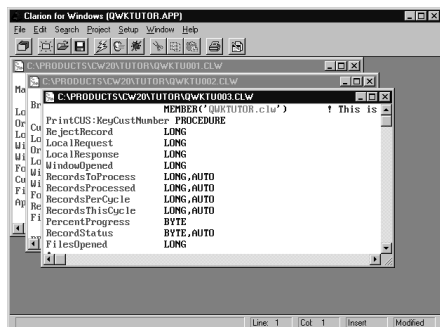 Clarion for Windows (QWKTUTOR.APP)
File Edit Search Project Setup Window Help
C:\PRODUCTS\CW20\TUTOR\QWKTU001.CLW
C:\PRODUCTS\CW20\TUTOR\QWKTU002.CLW
C:\PRODUCTS\CW20\TUTOR\QWKTU003.CLW
MEMBER('QWKTUTOR.clw') ! This is
PrintCUS:KeyCustNumber PROCEDURE
RejectRecord LONG
LocalRequest LONG
LocalResponse LONG
WindowOpened LONG
RecordsToProcess LONG,AUTO
RecordsProcessed LONG,AUTO
RecordsPerCycle LONG,AUTO
RecordsThisCycle LONG,AUTO
PercentProgress BYTE
RecordStatus BYTE,AUTO
FilesOpened LONG
Line: 1 Col: 1 Insert Modified